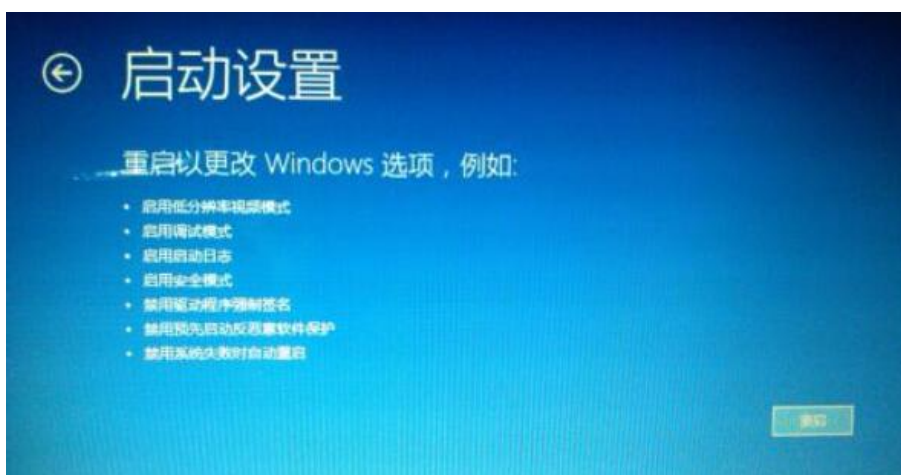 启动设置
重启以更改 Windows 选项，例如:
• 启用低分辨率视频模式
• 启用调试模式
• 启用启动日志
• 启用安全模式
• 禁用驱动程序强制签名
• 禁用预先启动反恶意软件保护
• 禁用系统失败时自动重启
重启